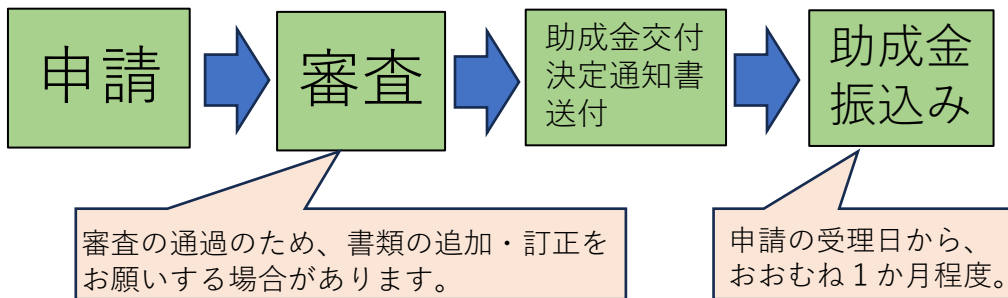 申請
審査
助成金交付
決定通知書
送付
助成金
振込み
審査の通過のため、書類の追加・訂正を
お願いする場合があります。
申請の受理日から、
おおむね１か月程度。